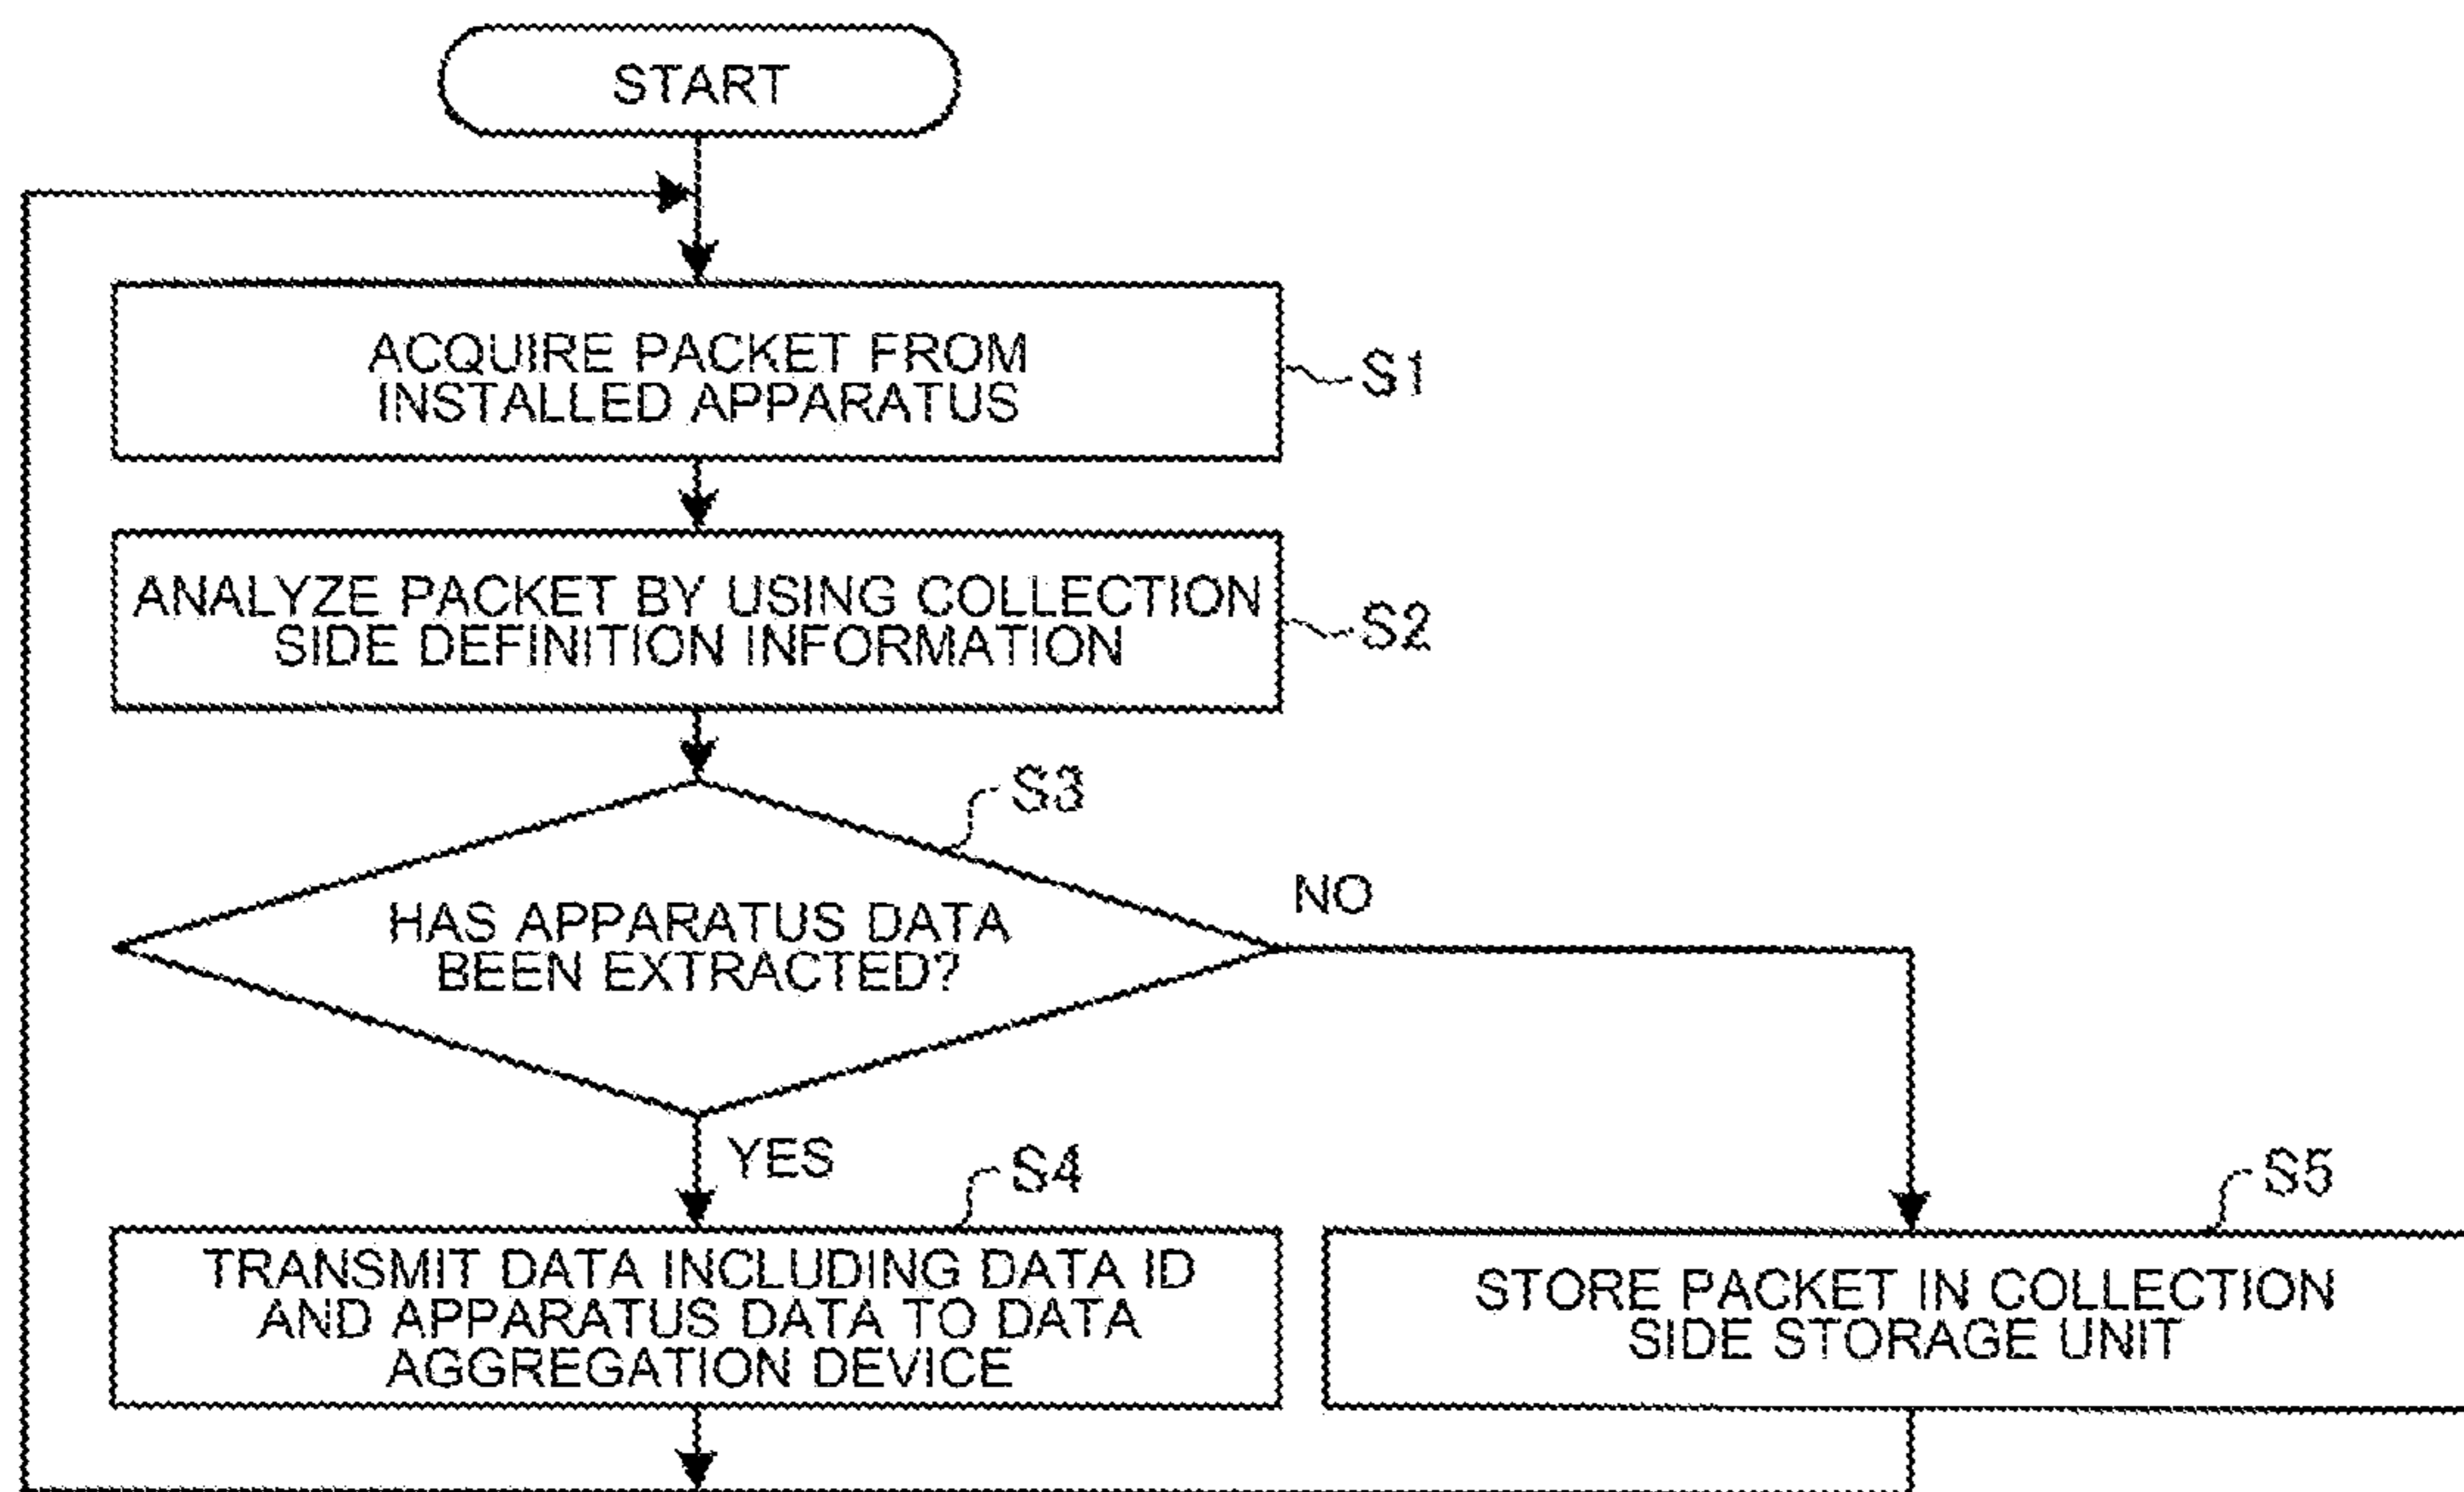 START
ACQUIRE PACKET FROM
INSTALLED APPARATUS
S1
ANALYZE PACKET BY USING COLLECTION
SIDE DEFINITION INFORMATION
S2
S3
HAS APPARATUS DATA
BEEN EXTRACTED?
NO
YES
S4
TRANSMIT DATA INCLUDING DATA ID
AND APPARATUS DATA TO DATA
AGGREGATION DEVICE
S5
STORE PACKET IN COLLECTION
SIDE STORAGE UNIT